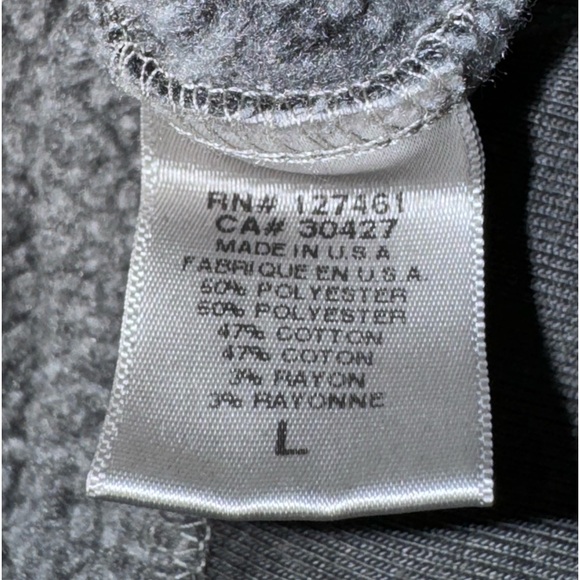 RN# 127461
CA# 30427
MADE IN U.S.A
FABRIQUE EN U.S.A.
50% POLYESTER
50% POLYESTER
47% COTTON
47% COTON
3% RAYON
3% RAYONNE
L